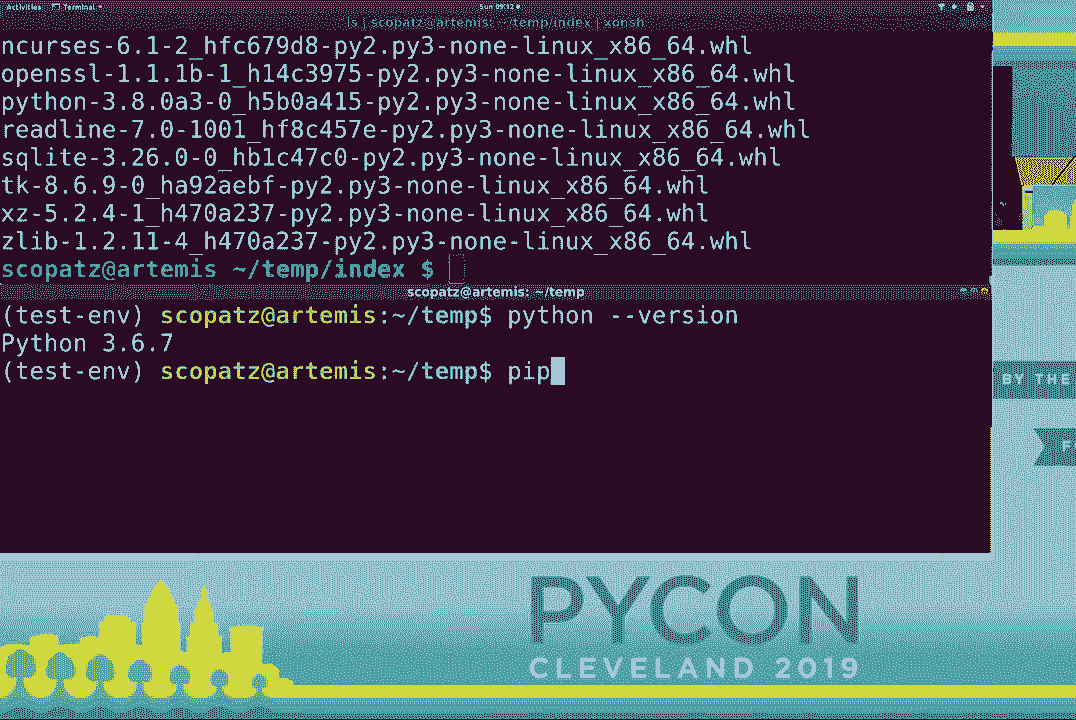 Activities Terminal Sun 09:12
ls | scopatz@artemis: ~/temp/index | xonsh
ncurses-6.1-2_hfc679d8-py2.py3-none-linux_x86_64.whl
openssl-1.1.1b-1_h14c3975-py2.py3-none-linux_x86_64.whl
python-3.8.0a3-0_h5b0a415-py2.py3-none-linux_x86_64.whl
readline-7.0-1001_hf8c457e-py2.py3-none-linux_x86_64.whl
sqlite-3.26.0-0_hb1c47c0-py2.py3-none-linux_x86_64.whl
tk-8.6.9-0_ha92aebf-py2.py3-none-linux_x86_64.whl
xz-5.2.4-1_h470a237-py2.py3-none-linux_x86_64.whl
zlib-1.2.11-4_h470a237-py2.py3-none-linux_x86_64.whl
scopatz@artemis ~/temp/index $
scopatz@artemis: ~/temp
(test-env) scopatz@artemis:~/temp$ python --version
Python 3.6.7
(test-env) scopatz@artemis:~/temp$ pip
BY THE
F
PYCON
CLEVELAND 2019